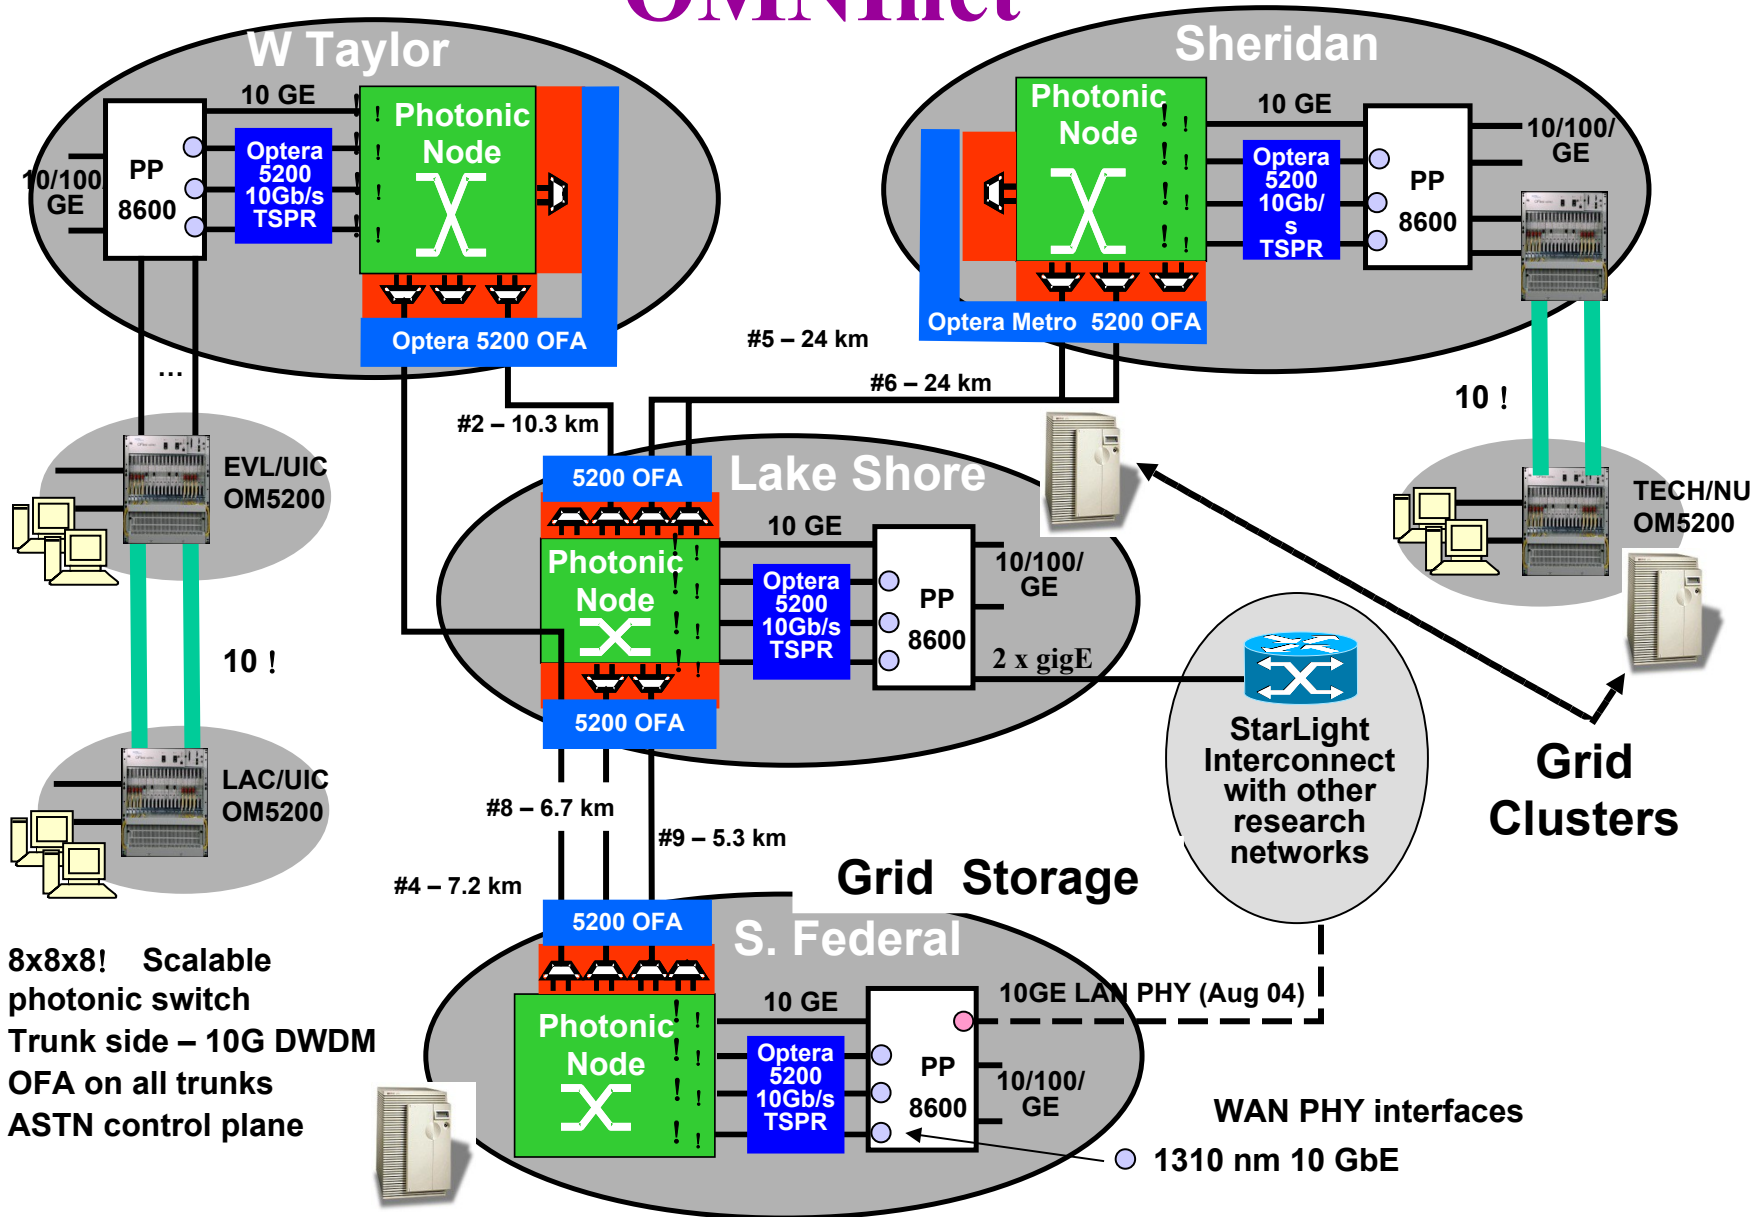 OMNInet
W Taylor
10 GE
PP
8600
10/100/
GE
Optera
5200
10Gb/s
TSPR
Photonic
Node
! ! ! !
! ! ! !
Optera 5200 OFA
...
Sheridan
Photonic
Node
! ! ! !
! ! ! !
10 GE
Optera
5200
10Gb/
s
TSPR
PP
8600
10/100/
GE
Optera Metro 5200 OFA
#5 – 24 km
#6 – 24 km
#2 – 10.3 km
10 !
EVL/UIC
OM5200
10 !
LAC/UIC
OM5200
TECH/NU
OM5200
5200 OFA
Lake Shore
Photonic
Node
! ! ! !
! ! ! !
10 GE
Optera
5200
10Gb/s
TSPR
PP
8600
10/100/
GE
2 x gigE
5200 OFA
StarLight
Interconnect
with other
research
networks
Grid
Clusters
#8 – 6.7 km
#9 – 5.3 km
#4 – 7.2 km
Grid Storage
5200 OFA
S. Federal
Photonic
Node
! ! ! !
! ! ! !
10 GE
Optera
5200
10Gb/s
TSPR
PP
8600
10GE LAN PHY (Aug 04)
10/100/
GE
8x8x8! Scalable
photonic switch
Trunk side – 10G DWDM
OFA on all trunks
ASTN control plane
WAN PHY interfaces
1310 nm 10 GbE